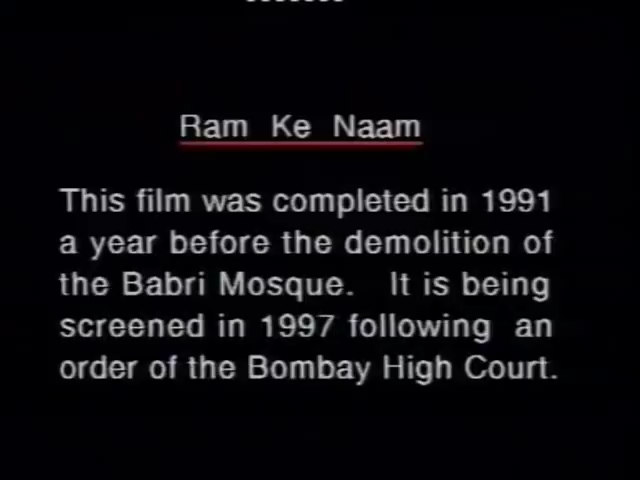 Ram Ke Naam
This film was completed in 1991
a year before the demolition of
the Babri Mosque. It is being
screened in 1997 following an
order of the Bombay High Court.